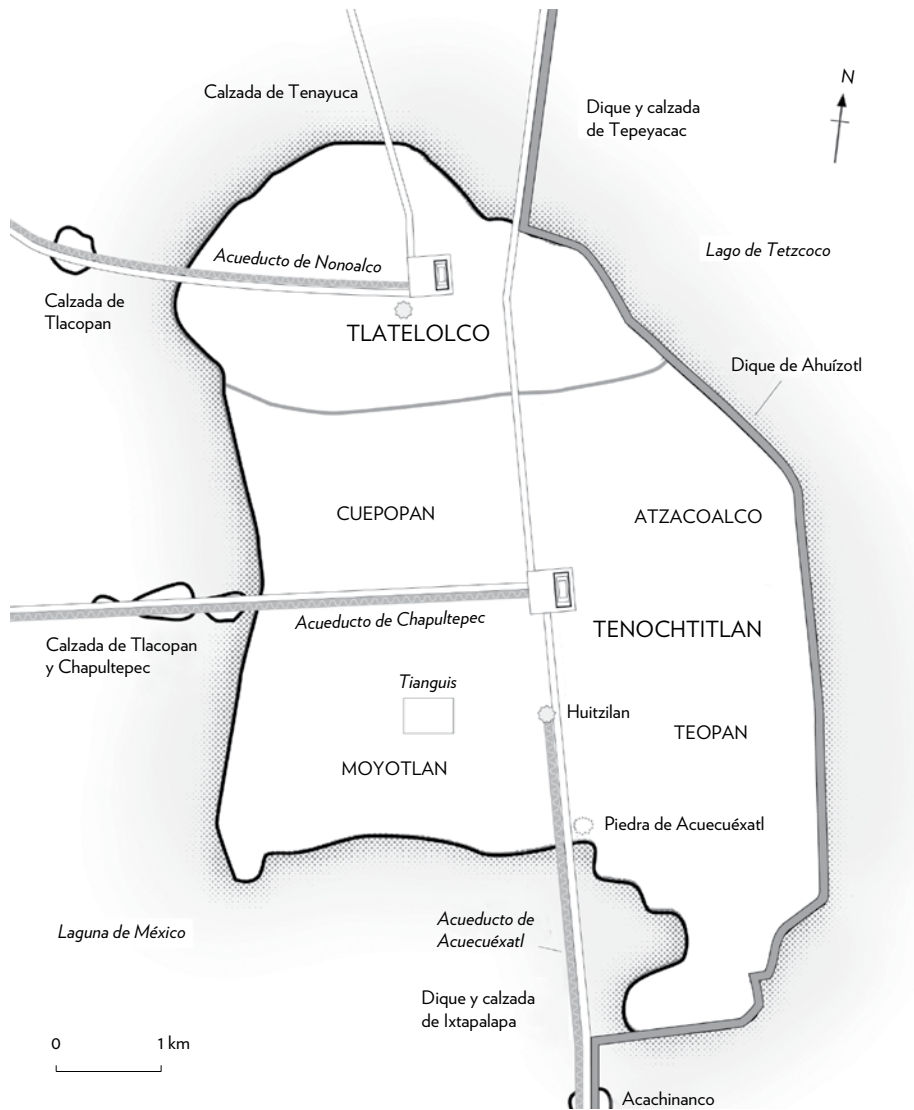 N
Calzada de Tenayuca
Dique y calzada
de Tepeyacac
Lago de Tetzcoco
Acueducto de Nonoalco
Calzada de
Tlacopan
TLATELOLCO
Dique de Ahuízotl
CUEPOPAN
ATZACOALCO
Acueducto de Chapultepec
TENOCHTITLAN
Calzada de Tlacopan
y Chapultepec
Tianguis
Huitzilan
TEOPAN
MOYOTLAN
Piedra de Acuecuéxatl
Acueducto de
Acuecuéxatl
Laguna de México
Dique y calzada
de Ixtapalapa
0 1 km
Acachinanco